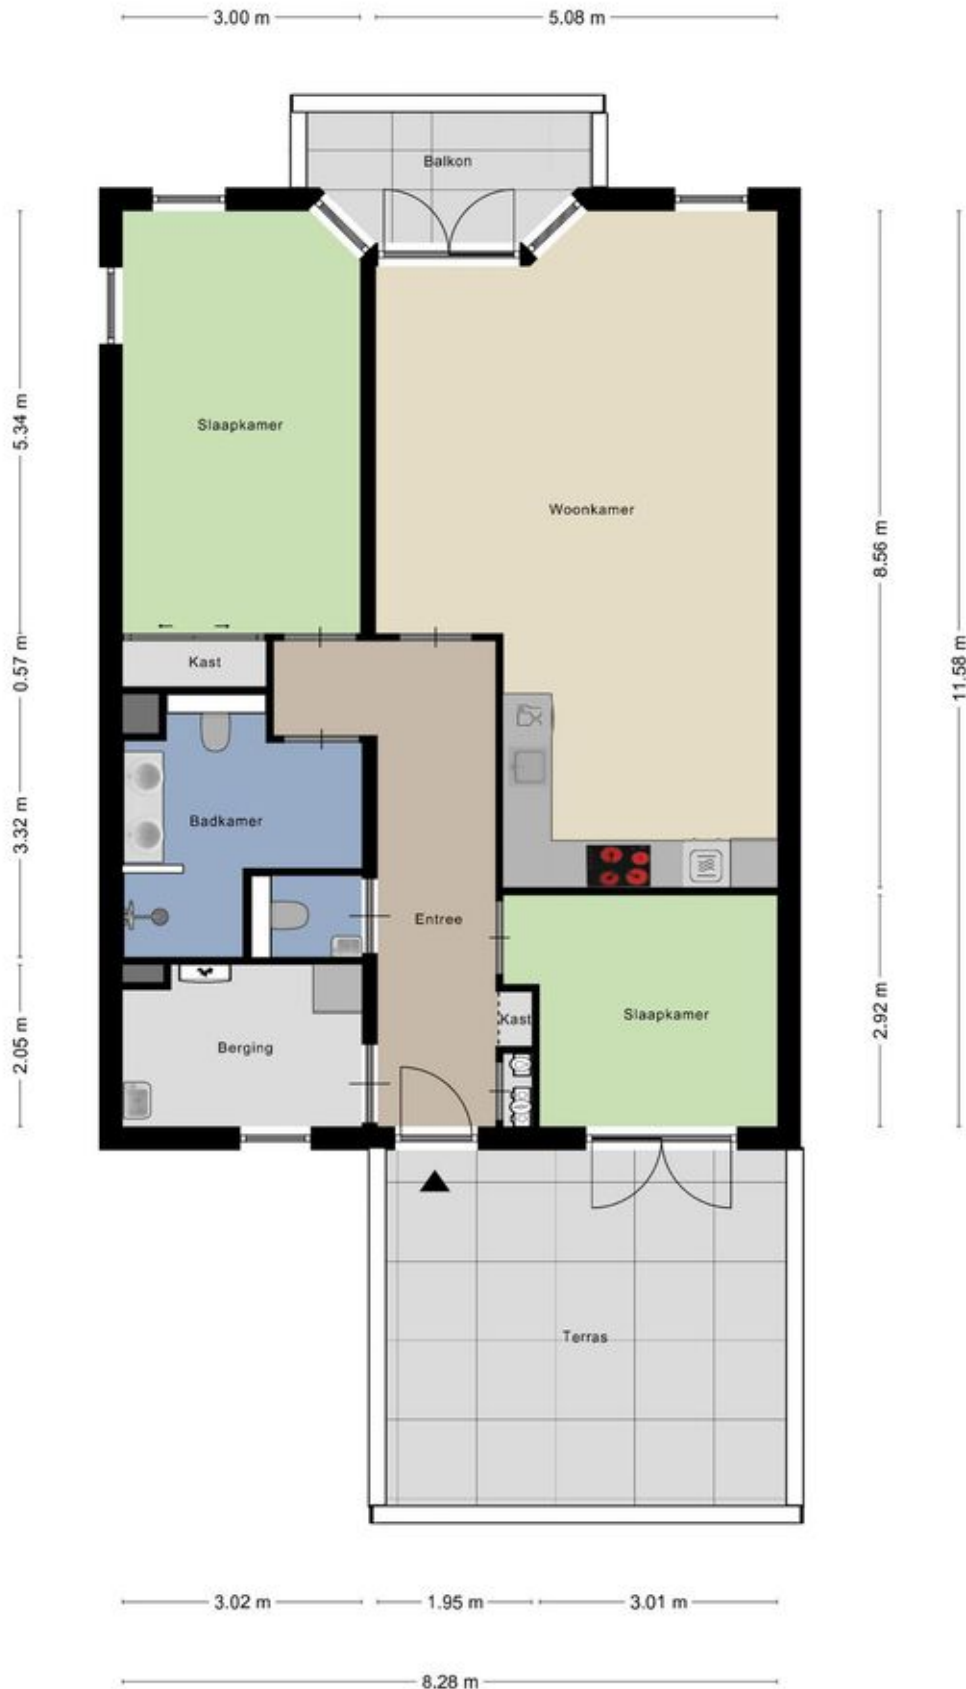 3.00 m
5.08 m
Balkon
5.34 m
Slaapkamer
Woonkamer
8.56 m
11.58 m
0.57 m
Kast
3.32 m
Badkamer
Entree
2.05 m
Berging
Kast
Slaapkamer
2.92 m
Terras
3.02 m
1.95 m
3.01 m
8.28 m